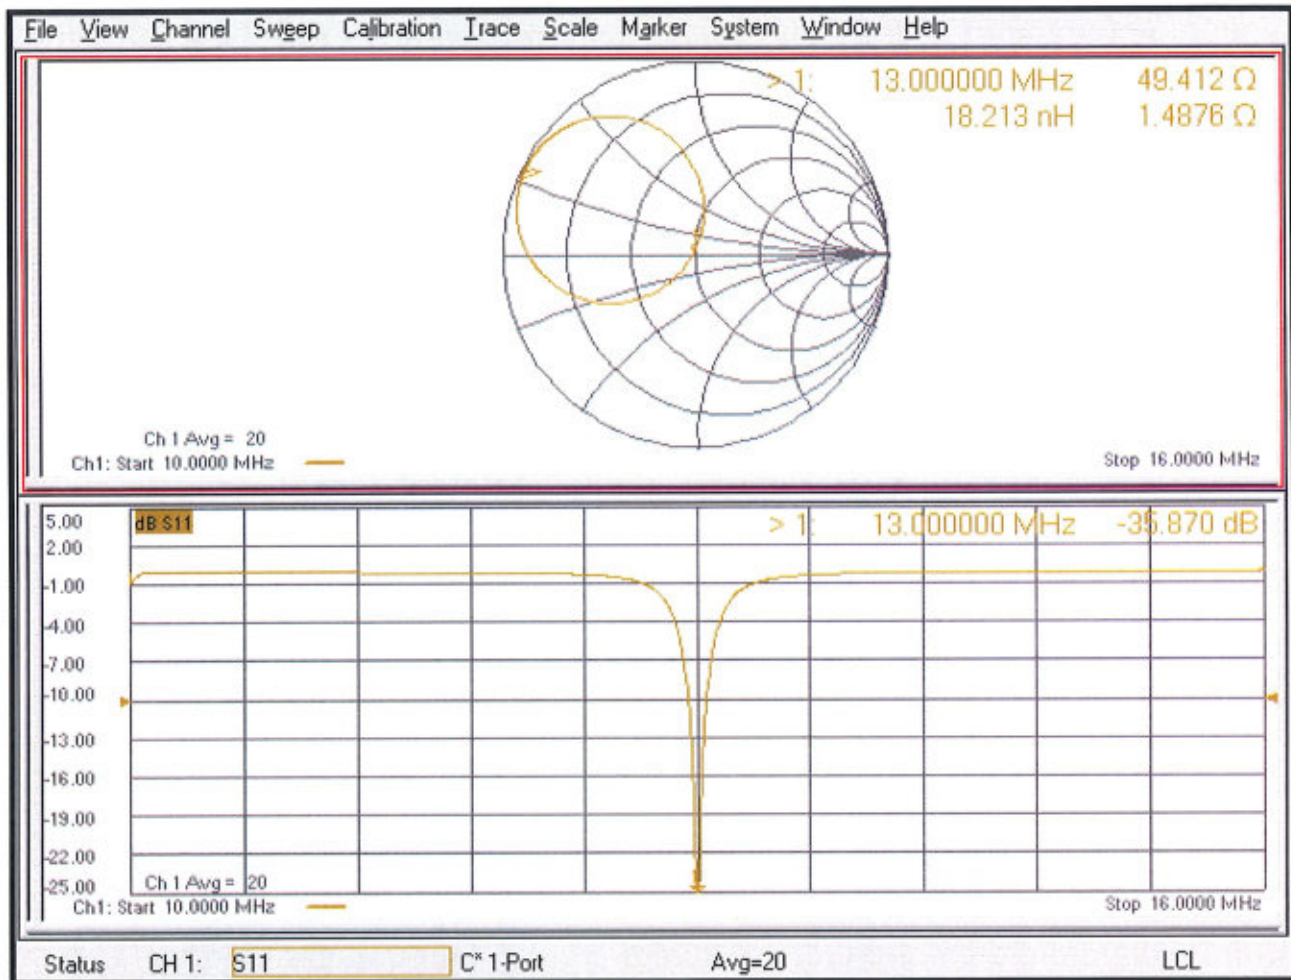 File View Channel Sweep Calibration Trace Scale Marker System Window Help
> 1: 13.000000 MHz 49.412 Ω
18.213 nH 1.4876 Ω
Ch 1 Avg = 20
Ch1: Start 10.0000 MHz
Stop 16.0000 MHz
5.00
dB S11
> 1: 13.000000 MHz -35.870 dB
2.00
-1.00
-4.00
-7.00
-10.00
-13.00
-16.00
-19.00
-22.00
-25.00
Ch 1 Avg = 20
Ch1: Start 10.0000 MHz
Stop 16.0000 MHz
Status CH 1: S11 C* 1-Port Avg=20 LCL